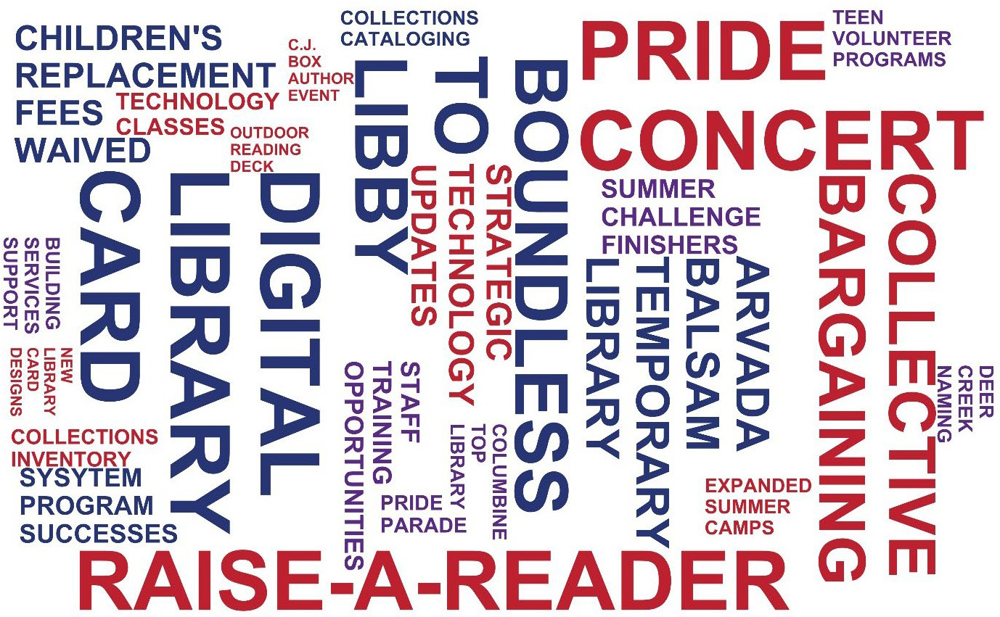 CHILDREN'S
REPLACEMENT
FEES
WAIVED
TECHNOLOGY
CLASSES
C.J.
BOX
AUTHOR
EVENT
OUTDOOR
READING
DECK
COLLECTIONS
CATALOGING
BOUNDLESS
TO
LIBBY
PRIDE
CONCERT
TEEN
VOLUNTEER
PROGRAMS
DIGITAL
LIBRARY
CARD
STRATEGIC
TECHNOLOGY
UPDATES
SUMMER
CHALLENGE
FINISHERS
ARVADA
BALSAM
TEMPORARY
LIBRARY
COLLECTIVE
BARGAINING
DEER
CREEK
NAMING
BUILDING
SERVICES
SUPPORT
NEW
LIBRARY
CARD
DESIGNS
COLLECTIONS
INVENTORY
SYSYTEM
PROGRAM
SUCCESSES
STAFF
TRAINING
OPPORTUNITIES
COLUMBINE
TOP
LIBRARY
PRIDE
PARADE
EXPANDED
SUMMER
CAMPS
RAISE-A-READER